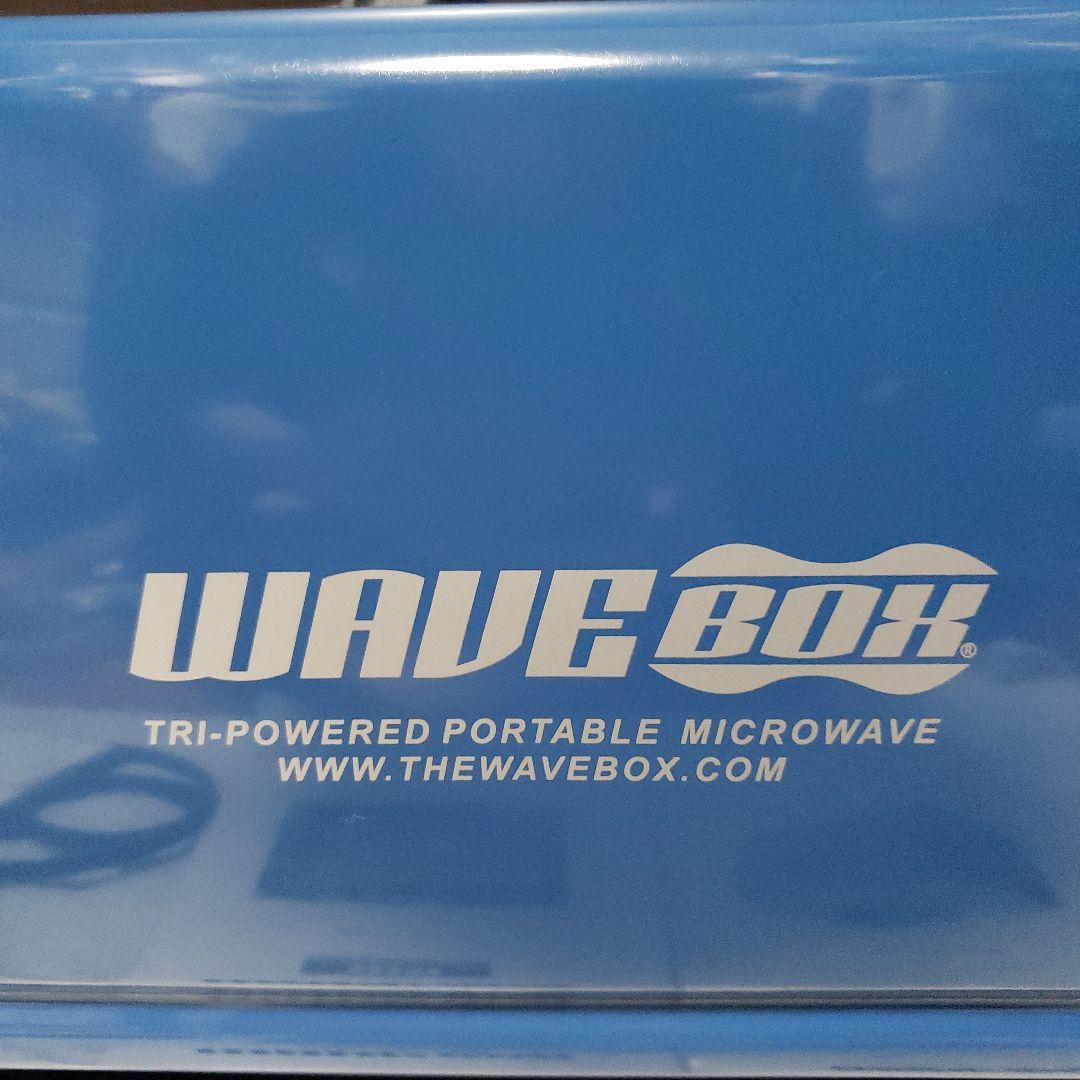 WAVE BOX®
TRI-POWERED PORTABLE MICROWAVE
WWW.THEWAVEBOX.COM